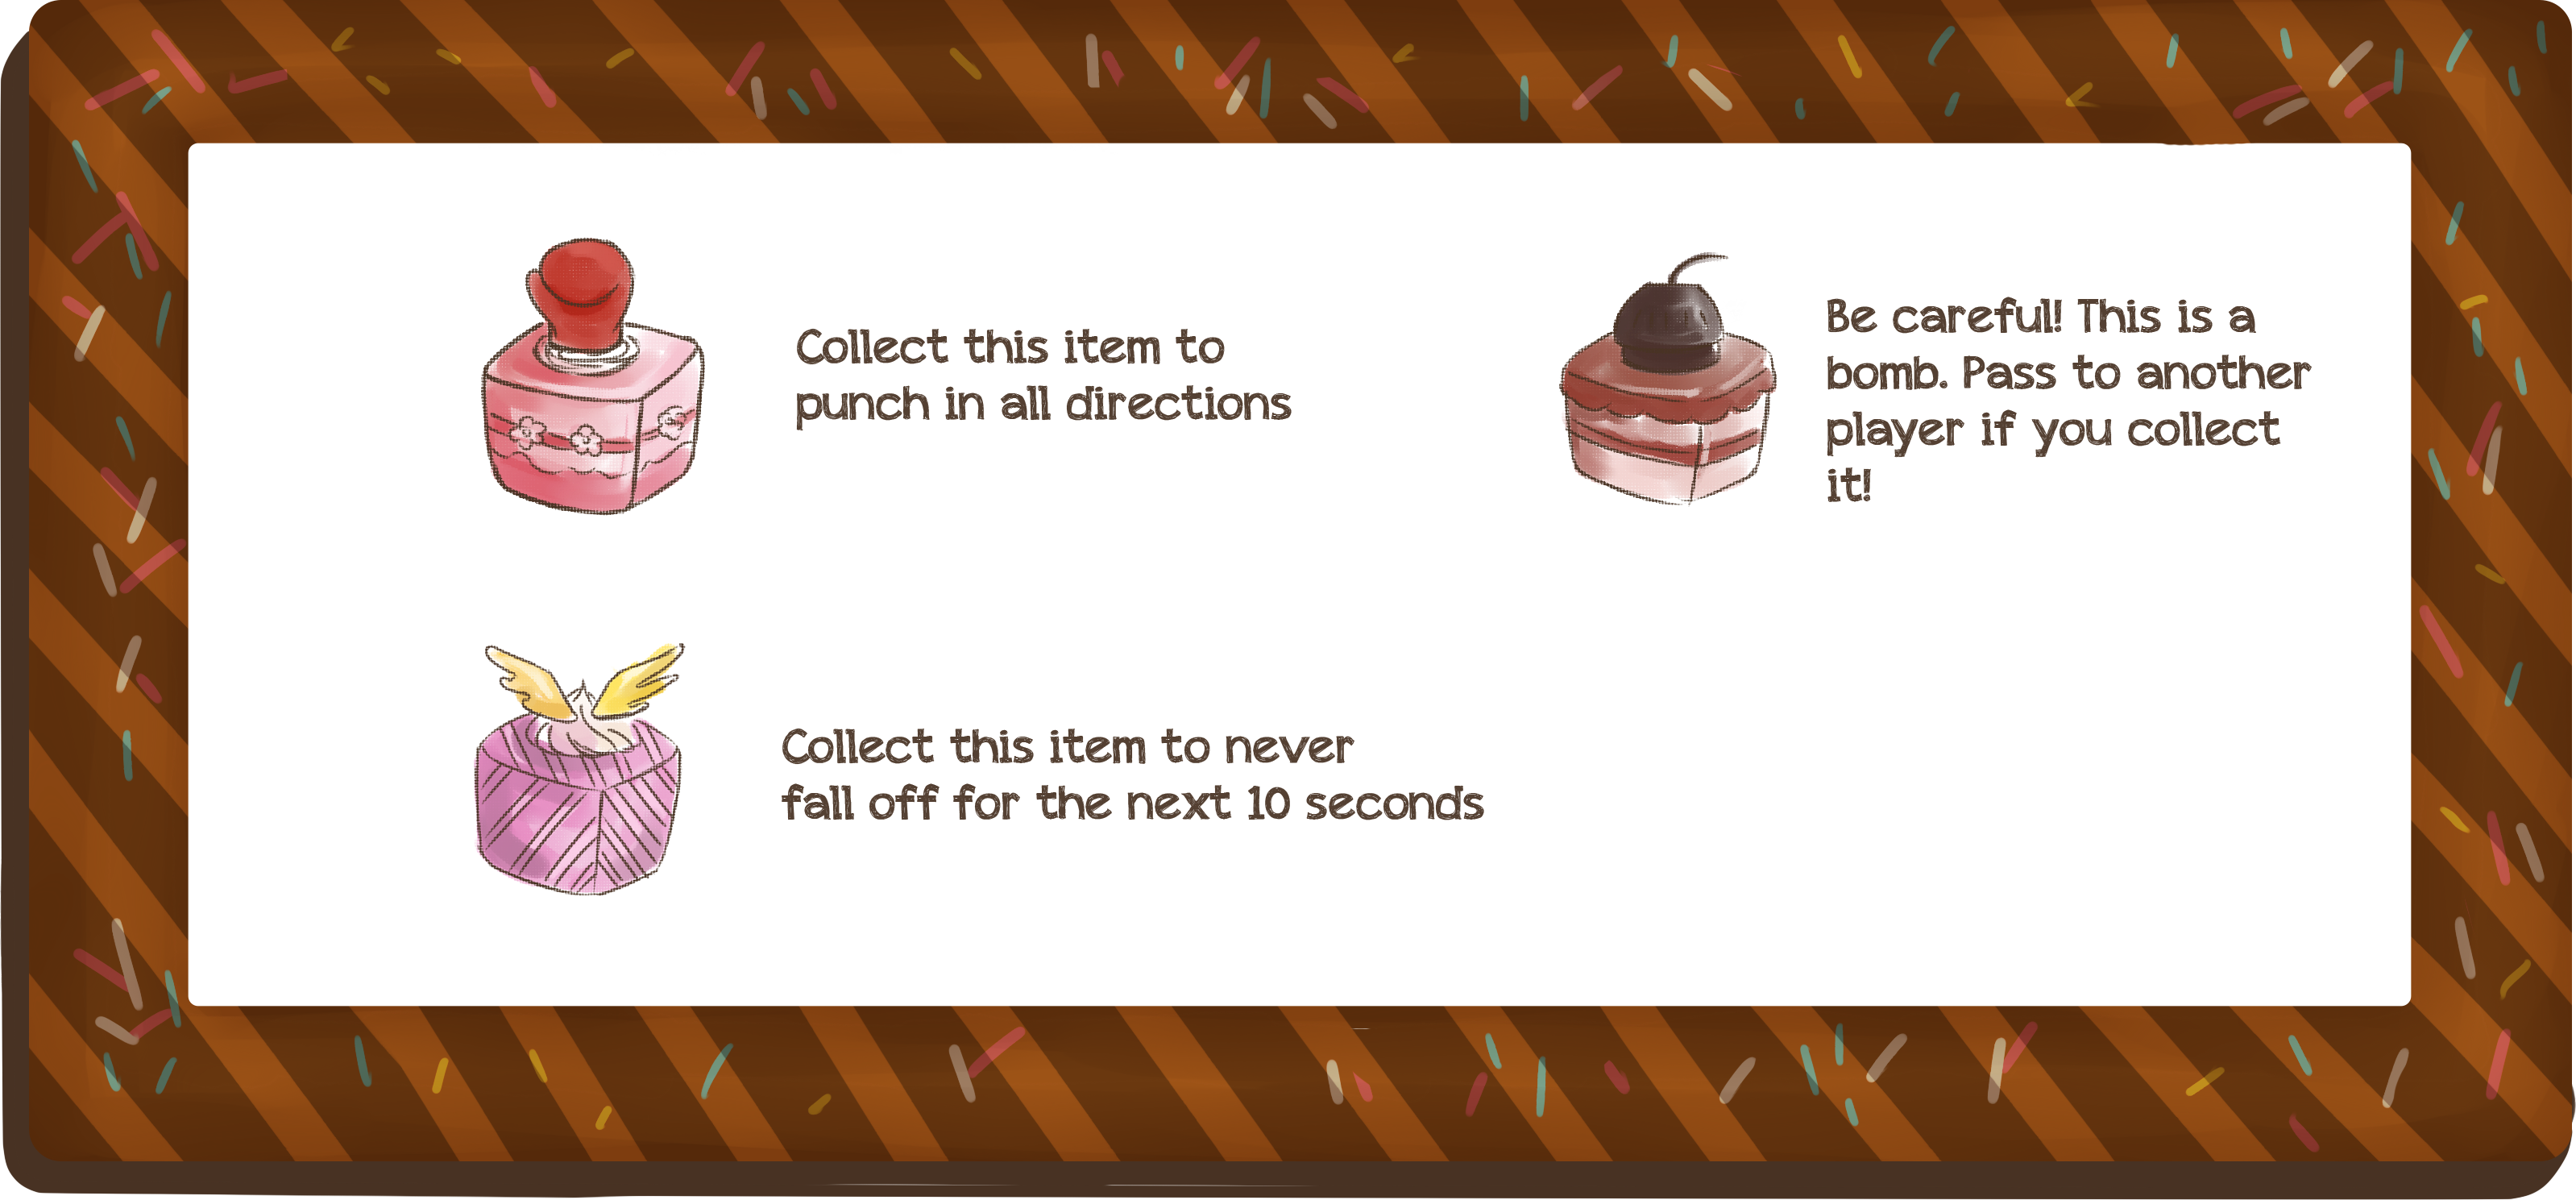 Collect this item to
punch in all directions
Be careful! This is a
bomb. Pass to another
player if you collect
it!
Collect this item to never
fall off for the next 10 seconds